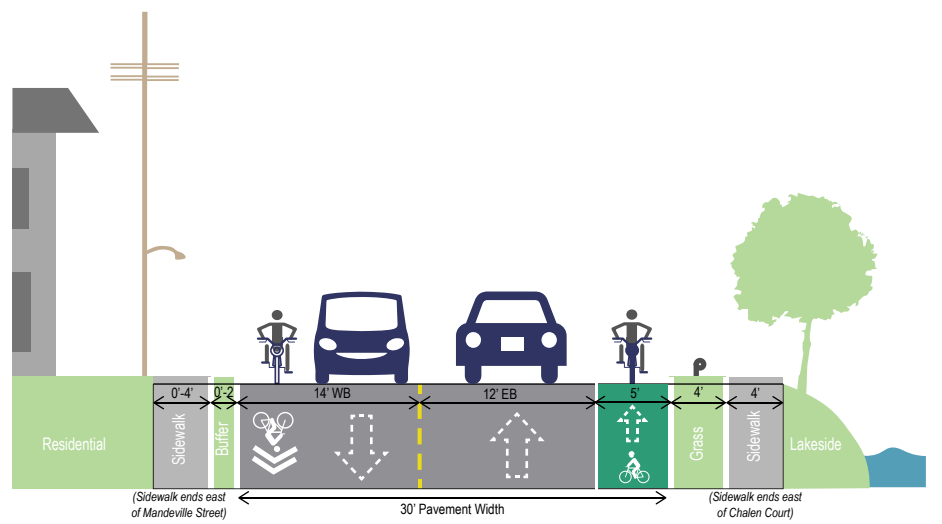 0'-4'
0'-2
14' WB
12' EB
5'
4'
4'
Residential
Sidewalk
Buffer
Grass
Sidewalk
Lakeside
(Sidewalk ends east
of Mandeville Street)
30' Pavement Width
(Sidewalk ends east
of Chalen Court)